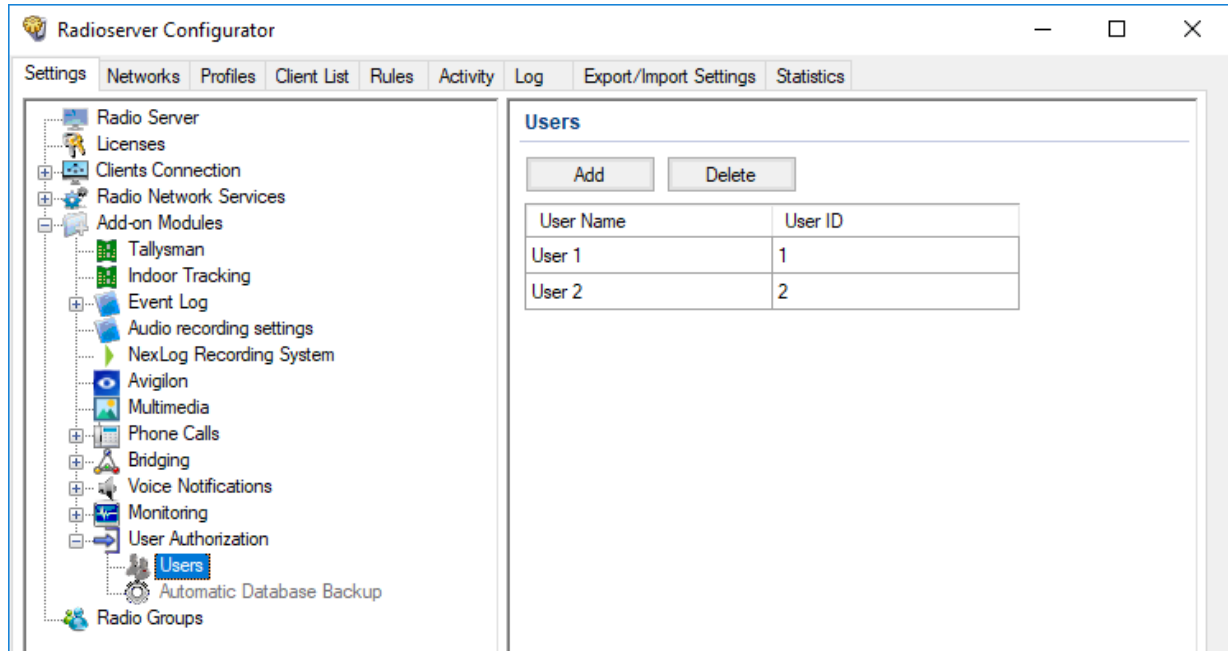 Radioserver Configurator
Settings Networks Profiles Client List Rules Activity Log Export/Import Settings Statistics
Radio Server
Licenses
Clients Connection
Radio Network Services
Add-on Modules
Tallysman
Indoor Tracking
Event Log
Audio recording settings
NexLog Recording System
Avigilon
Multimedia
Phone Calls
Bridging
Voice Notifications
Monitoring
User Authorization
Users
Automatic Database Backup
Radio Groups
Users
Add Delete
User Name User ID
User 1 1
User 2 2